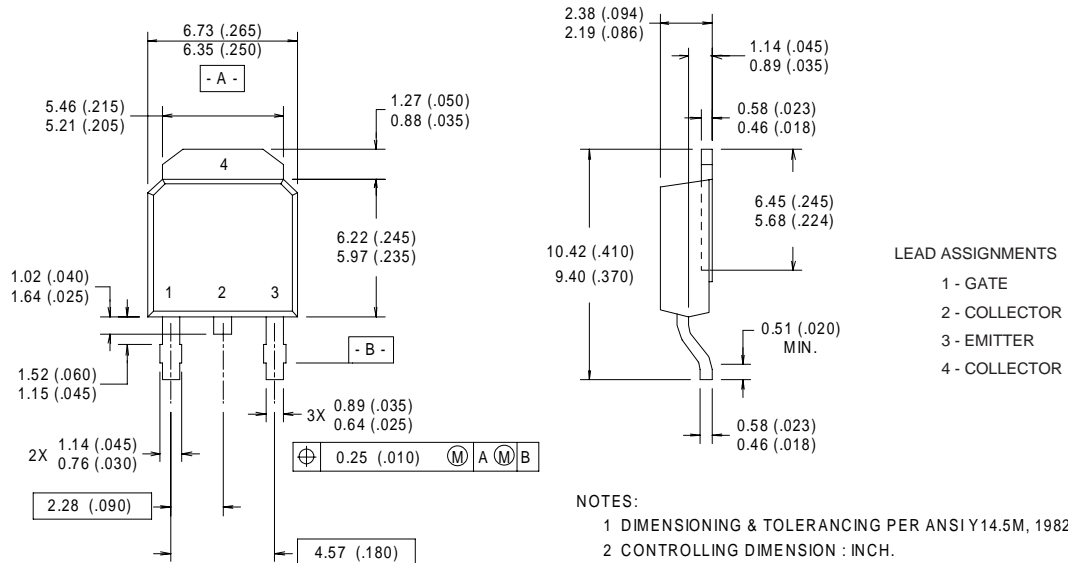 6.73 (.265)
6.35 (.250)
- A -
5.46 (.215)
5.21 (.205)
1.27 (.050)
0.88 (.035)
4
6.22 (.245)
5.97 (.235)
1.02 (.040)
1.64 (.025)
1 2 3
- B -
1.52 (.060)
1.15 (.045)
3X 0.89 (.035)
0.64 (.025)
2X 1.14 (.045)
0.76 (.030)
⌖ 0.25 (.010) Ⓜ A Ⓜ B
2.28 (.090)
4.57 (.180)
2.38 (.094)
2.19 (.086)
1.14 (.045)
0.89 (.035)
0.58 (.023)
0.46 (.018)
6.45 (.245)
5.68 (.224)
10.42 (.410)
9.40 (.370)
0.51 (.020)
MIN.
0.58 (.023)
0.46 (.018)
LEAD ASSIGNMENTS
1 - GATE
2 - COLLECTOR
3 - EMITTER
4 - COLLECTOR
NOTES:
1 DIMENSIONING & TOLERANCING PER ANSI Y14.5M, 1982
2 CONTROLLING DIMENSION : INCH.